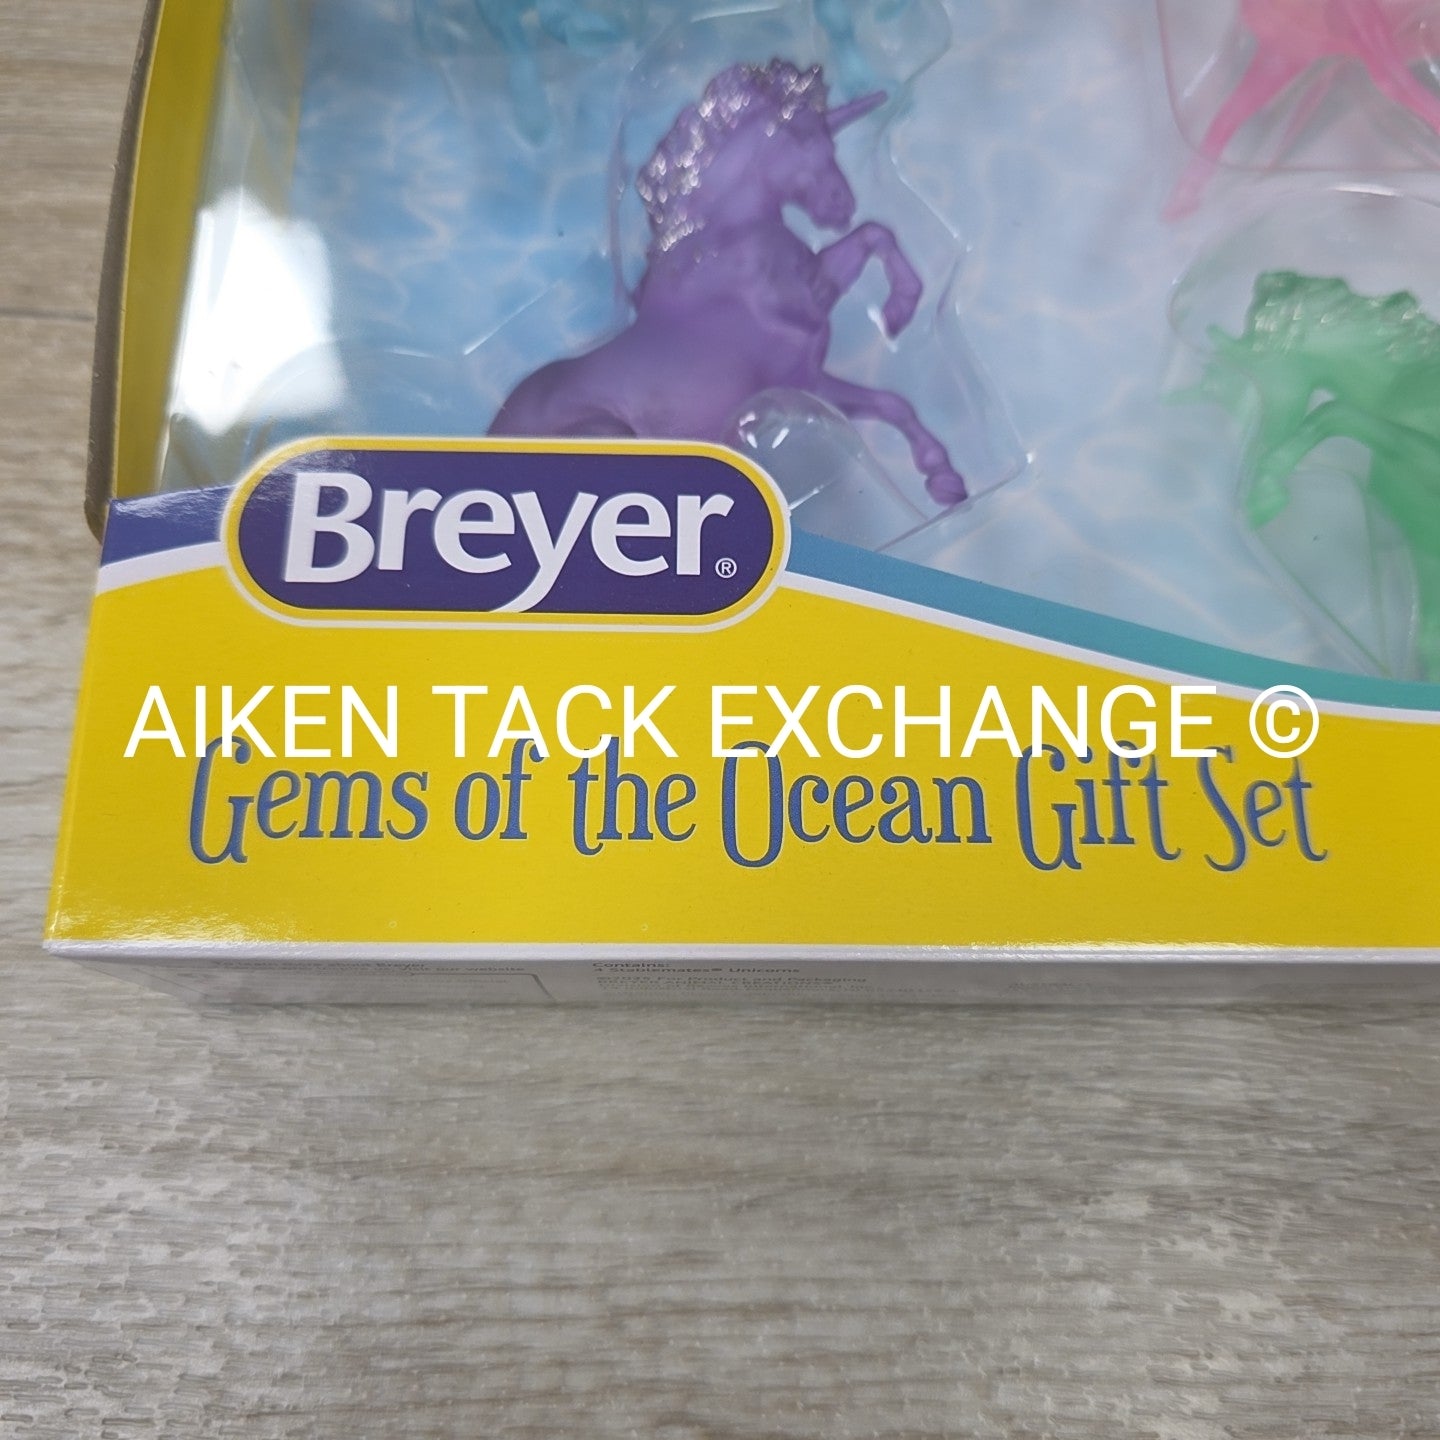 Breyer®
AIKEN TACK EXCHANGE ©
Gems of the Ocean Gift Set
Contains:
4 Stablemates® Unicorns